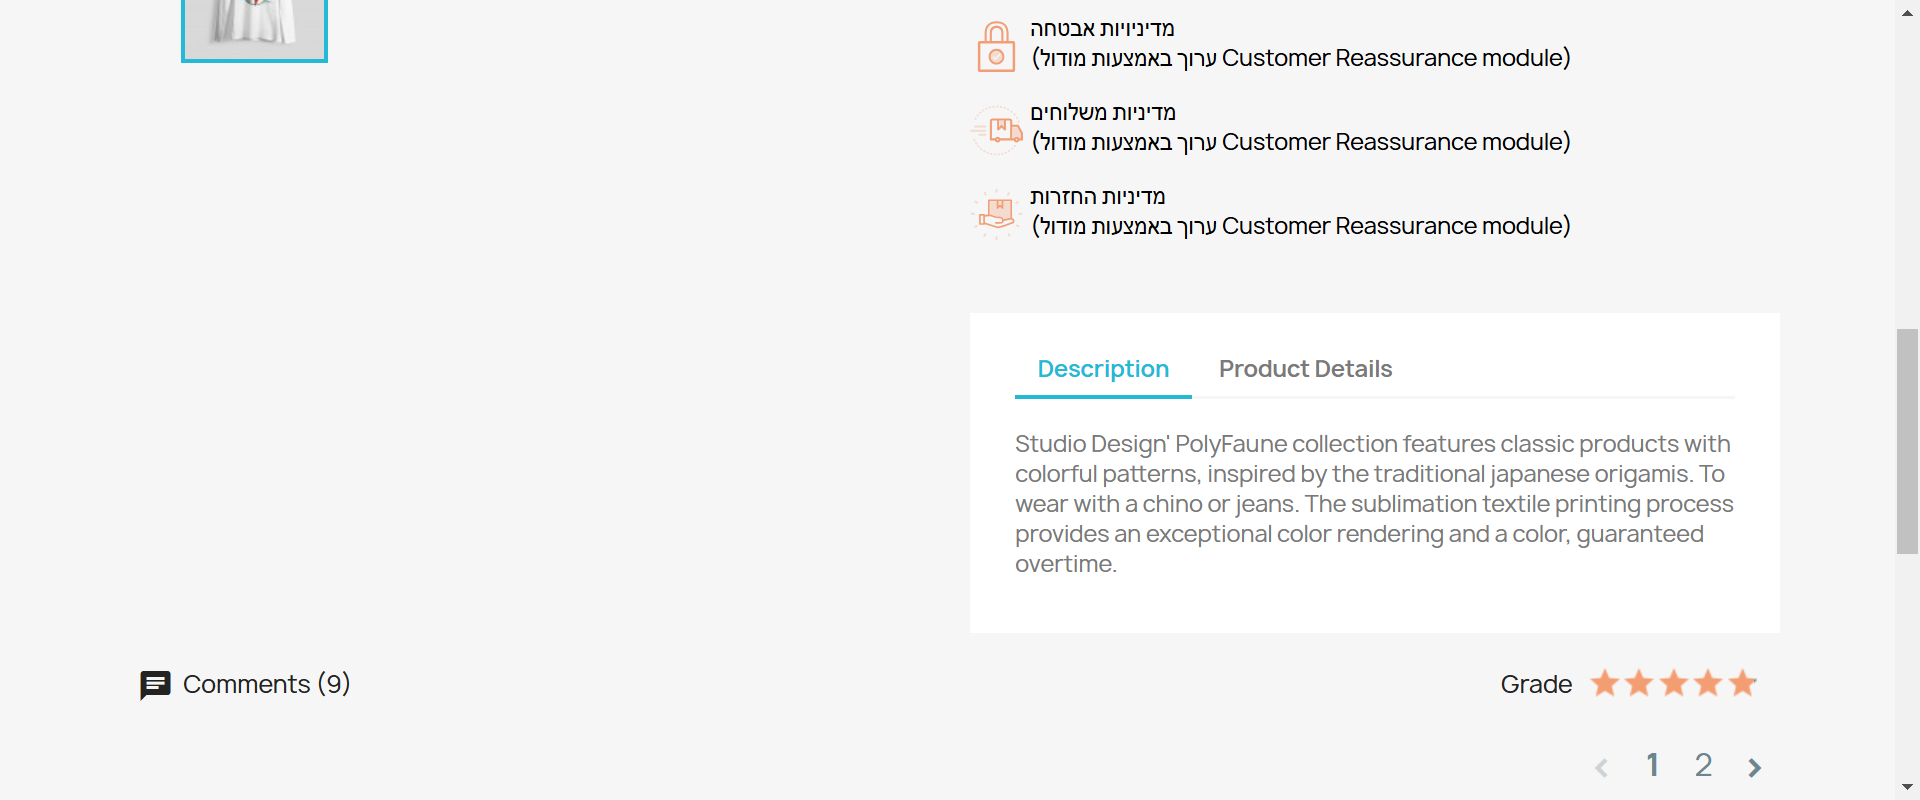 מדיניויות אבטחה
(ערוך באמצעות מודול Customer Reassurance module)
מדיניות משלוחים
(ערוך באמצעות מודול Customer Reassurance module)
מדיניות החזרות
(ערוך באמצעות מודול Customer Reassurance module)
Description Product Details
Studio Design' PolyFaune collection features classic products with
colorful patterns, inspired by the traditional japanese origamis. To
wear with a chino or jeans. The sublimation textile printing process
provides an exceptional color rendering and a color, guaranteed
overtime.
Comments (9) Grade
1 2